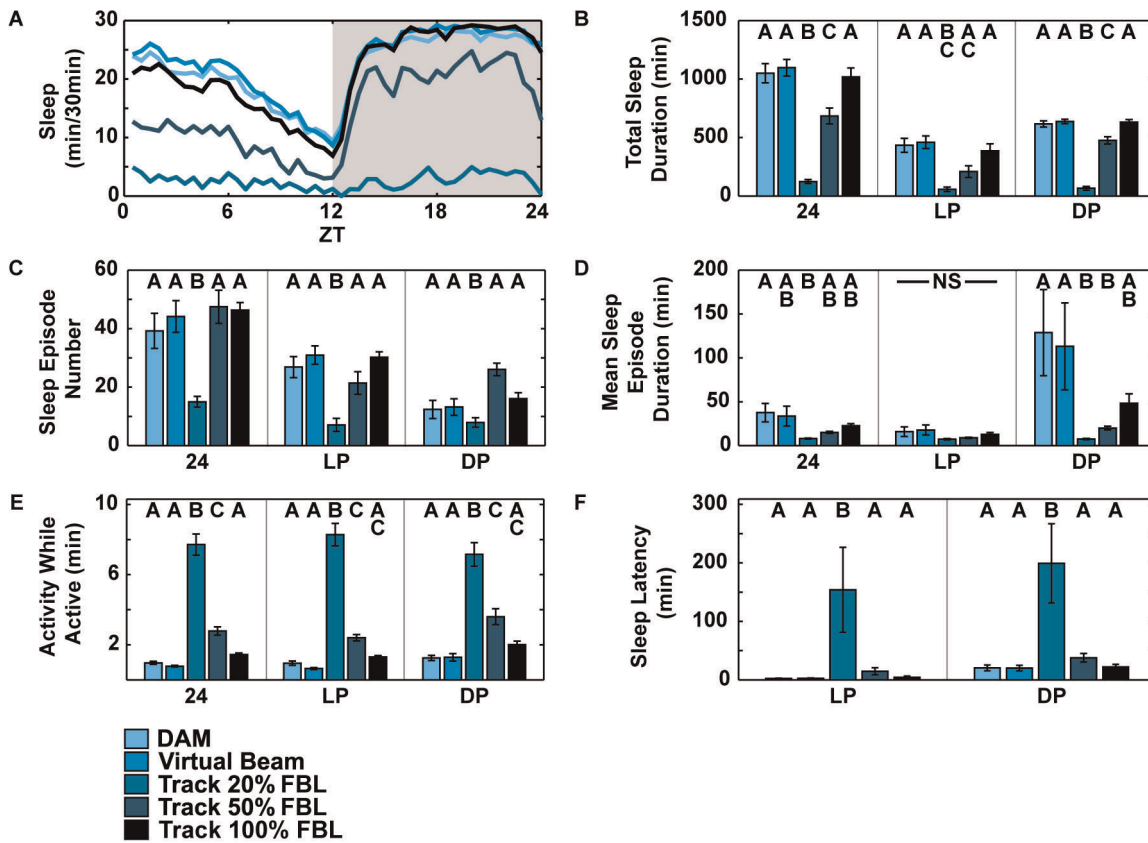 A
Sleep
(min/30min)
30
20
10
0
0
6
12
18
24
ZT
B
Total Sleep
Duration (min)
1000
500
0
A A B C A
A A B A A
C C
A A B C A
24
LP
DP
C
Sleep Episode
Number
60
40
20
0
A A B A A
A A B A A
A A A B A
24
LP
DP
D
Mean Sleep
Episode
Duration (min)
200
150
100
50
0
A A B A A
B B B
NS
A A B B A
B
24
LP
DP
E
Activity While
Active (min)
10
8
6
4
2
A A B C A
A A B C A
C
A A B C A
C
24
LP
DP
F
Sleep Latency
(min)
300
200
100
0
A A B A A
A A B A A
LP
DP
DAM
Virtual Beam
Track 20% FBL
Track 50% FBL
Track 100% FBL